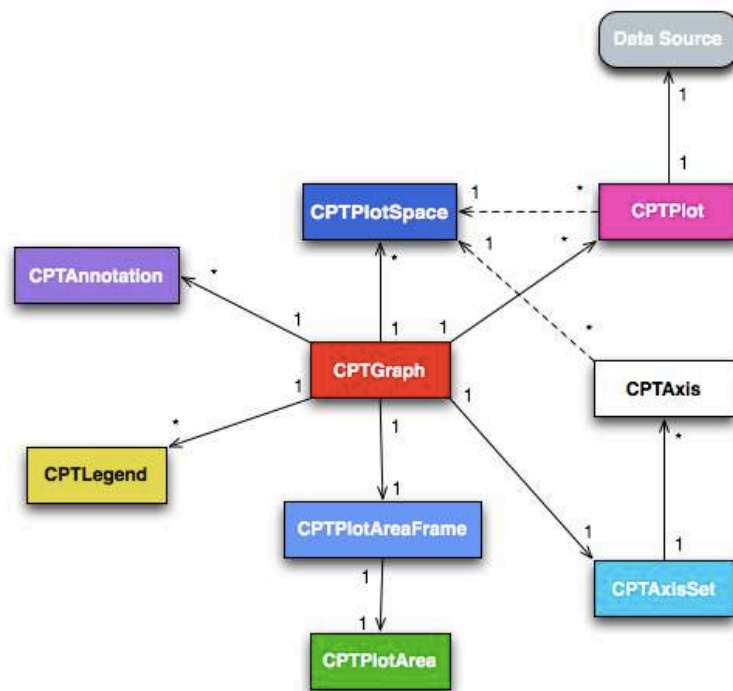 Data Source
1
1
CPTPlotSpace
1
*
CPTPlot
1
*
*
CPTAnnotation
*
1
1
1
*
CPTGraph
CPTAxis
1
1
1
*
*
CPTLegend
1
CPTPlotAreaFrame
1
1
1
CPTAxisSet
1
CPTPlotArea